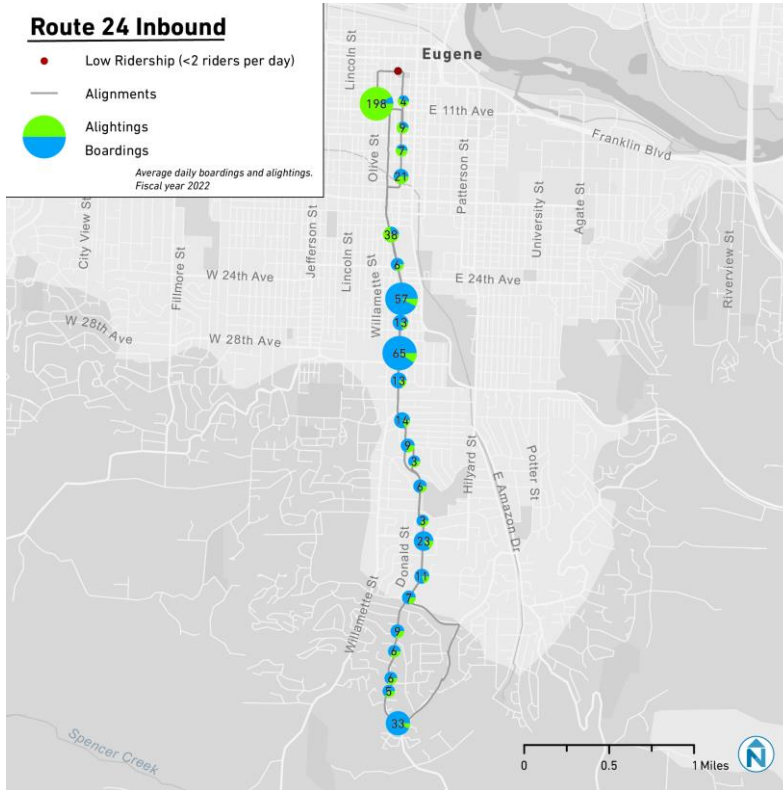 Route 24 Inbound
Low Ridership (<2 riders per day)
Alignments
Alightings
Boardings
Average daily boardings and alightings.
Fiscal year 2022
Lincoln St
Eugene
198
4
E 11th Ave
9
Franklin Blvd
7
Olive St
21
Patterson St
University St
Agate St
City View St
Fillmore St
Jefferson St
Lincoln St
38
Riverview St
W 24th Ave
6
E 24th Ave
Willamette St
57
13
W 28th Ave
W 28th Ave
65
13
14
9
3
Hilyard St
Potter St
6
E Amazon Dr
3
23
Donald St
11
7
Willamette St
9
6
6
5
33
Spencer Creek
0
0.5
1 Miles
N